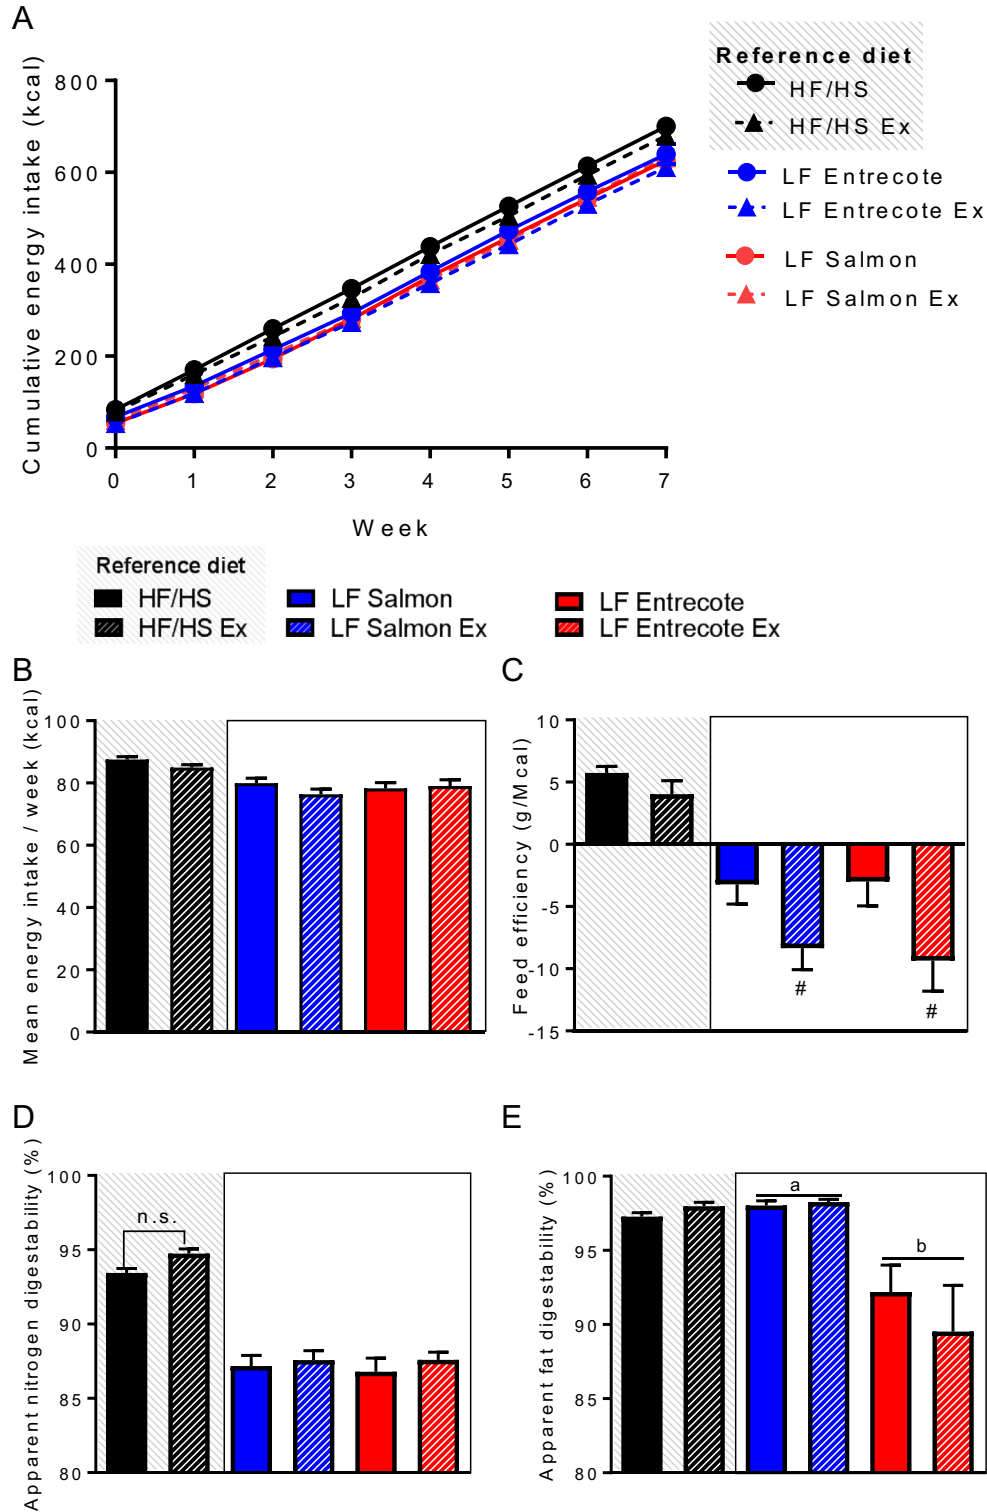 A
Cumulative energy intake (kcal)
800
600
400
200
0
0 1 2 3 4 5 6 7
Week
Reference diet
HF/HS
HF/HS Ex
LF Entrecote
LF Entrecote Ex
LF Salmon
LF Salmon Ex
Reference diet
HF/HS
HF/HS Ex
LF Salmon
LF Salmon Ex
LF Entrecote
LF Entrecote Ex
B
Mean energy intake / week (kcal)
100
80
60
40
20
0
C
Feed efficiency (g/Mcal)
10
5
0
-5
-10
-15
#
#
D
Apparent nitrogen digestability (%)
100
95
90
85
80
n.s.
E
Apparent fat digestability (%)
100
95
90
85
80
a
b